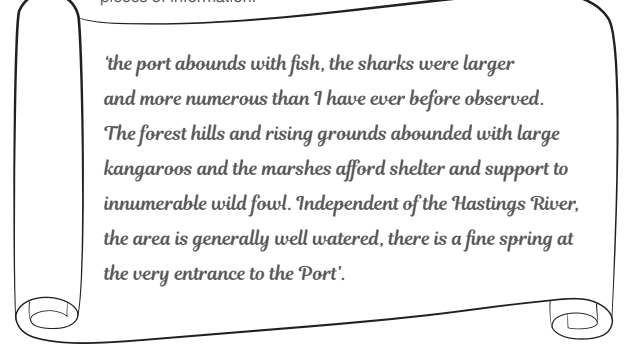 pieces of information.
'the port abounds with fish, the sharks were larger
and more numerous than I have ever before observed.
The forest hills and rising grounds abounded with large
kangaroos and the marshes afford shelter and support to
innumerable wild fowl. Independent of the Hastings River,
the area is generally well watered, there is a fine spring at
the very entrance to the Port'.